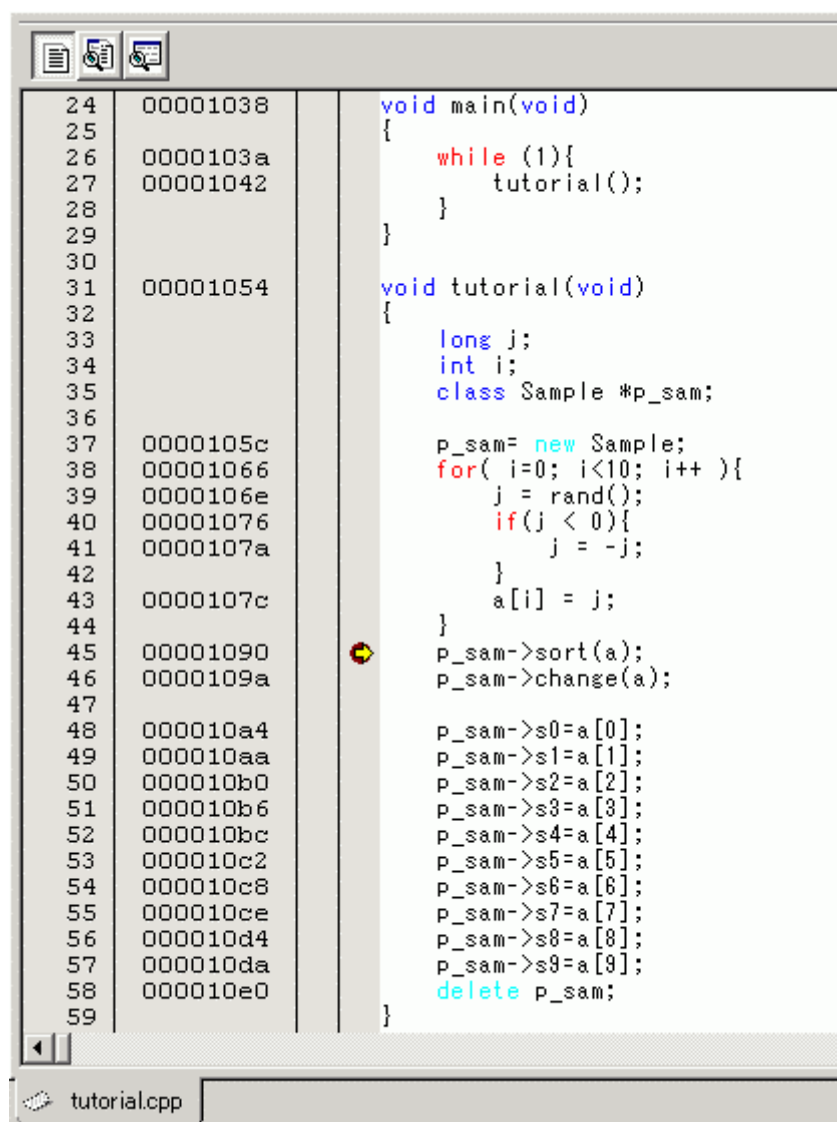 24 00001038 void main(void)
25 {
26 0000103a while (1){
27 00001042 tutorial();
28 }
29 }
30
31 00001054 void tutorial(void)
32 {
33 long j;
34 int i;
35 class Sample *p_sam;
36
37 0000105c p_sam= new Sample;
38 00001066 for( i=0; i<10; i++ ){
39 0000106e j = rand();
40 00001076 if(j < 0){
41 0000107a j = -j;
42 }
43 0000107c a[i] = j;
44 }
45 00001090 p_sam->sort(a);
46 0000109a p_sam->change(a);
47
48 000010a4 p_sam->s0=a[0];
49 000010aa p_sam->s1=a[1];
50 000010b0 p_sam->s2=a[2];
51 000010b6 p_sam->s3=a[3];
52 000010bc p_sam->s4=a[4];
53 000010c2 p_sam->s5=a[5];
54 000010c8 p_sam->s6=a[6];
55 000010ce p_sam->s7=a[7];
56 000010d4 p_sam->s8=a[8];
57 000010da p_sam->s9=a[9];
58 000010e0 delete p_sam;
59 }
tutorial.cpp